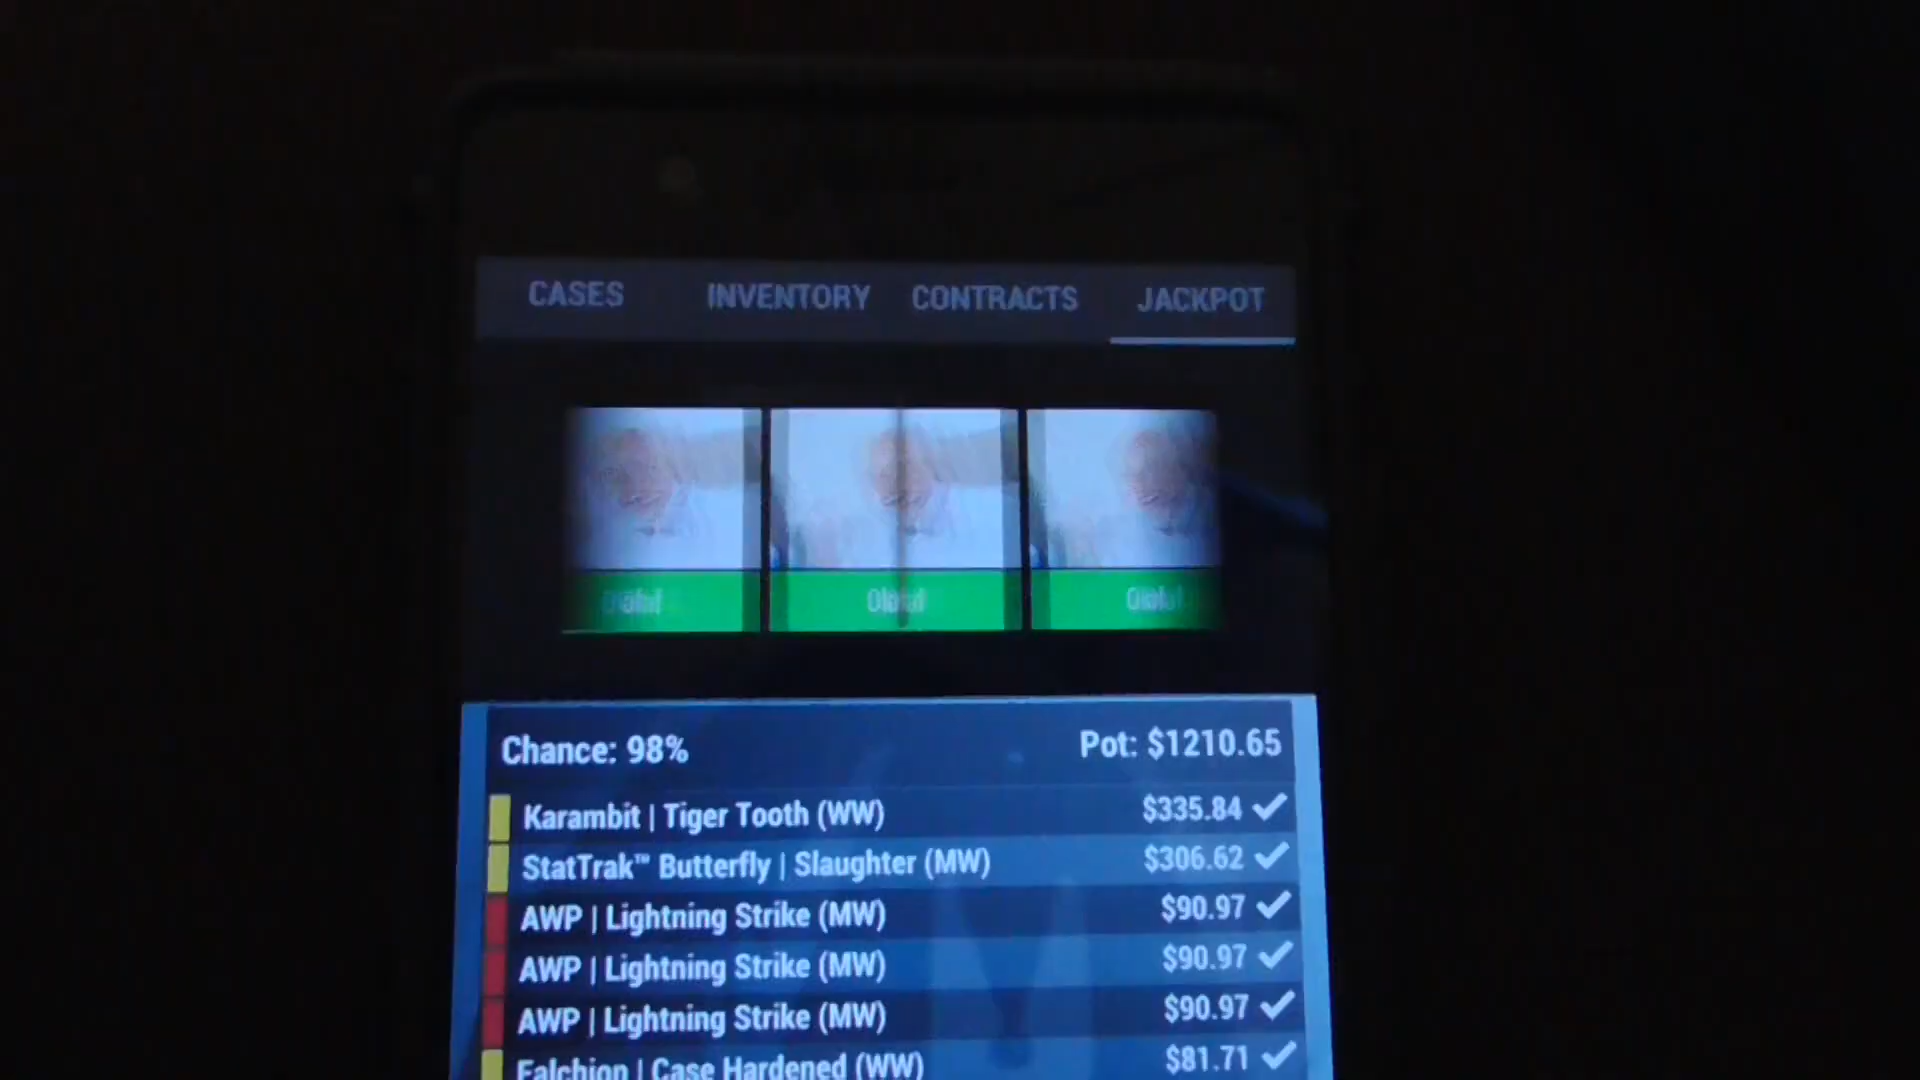 CASES INVENTORY CONTRACTS JACKPOT
Chance: 98% Pot: $1210.65
Karambit | Tiger Tooth (WW) $335.84
StatTrak™ Butterfly | Slaughter (MW) $306.62
AWP | Lightning Strike (MW) $90.97
AWP | Lightning Strike (MW) $90.97
AWP | Lightning Strike (MW) $90.97
Falchion | Case Hardened (WW) $81.71